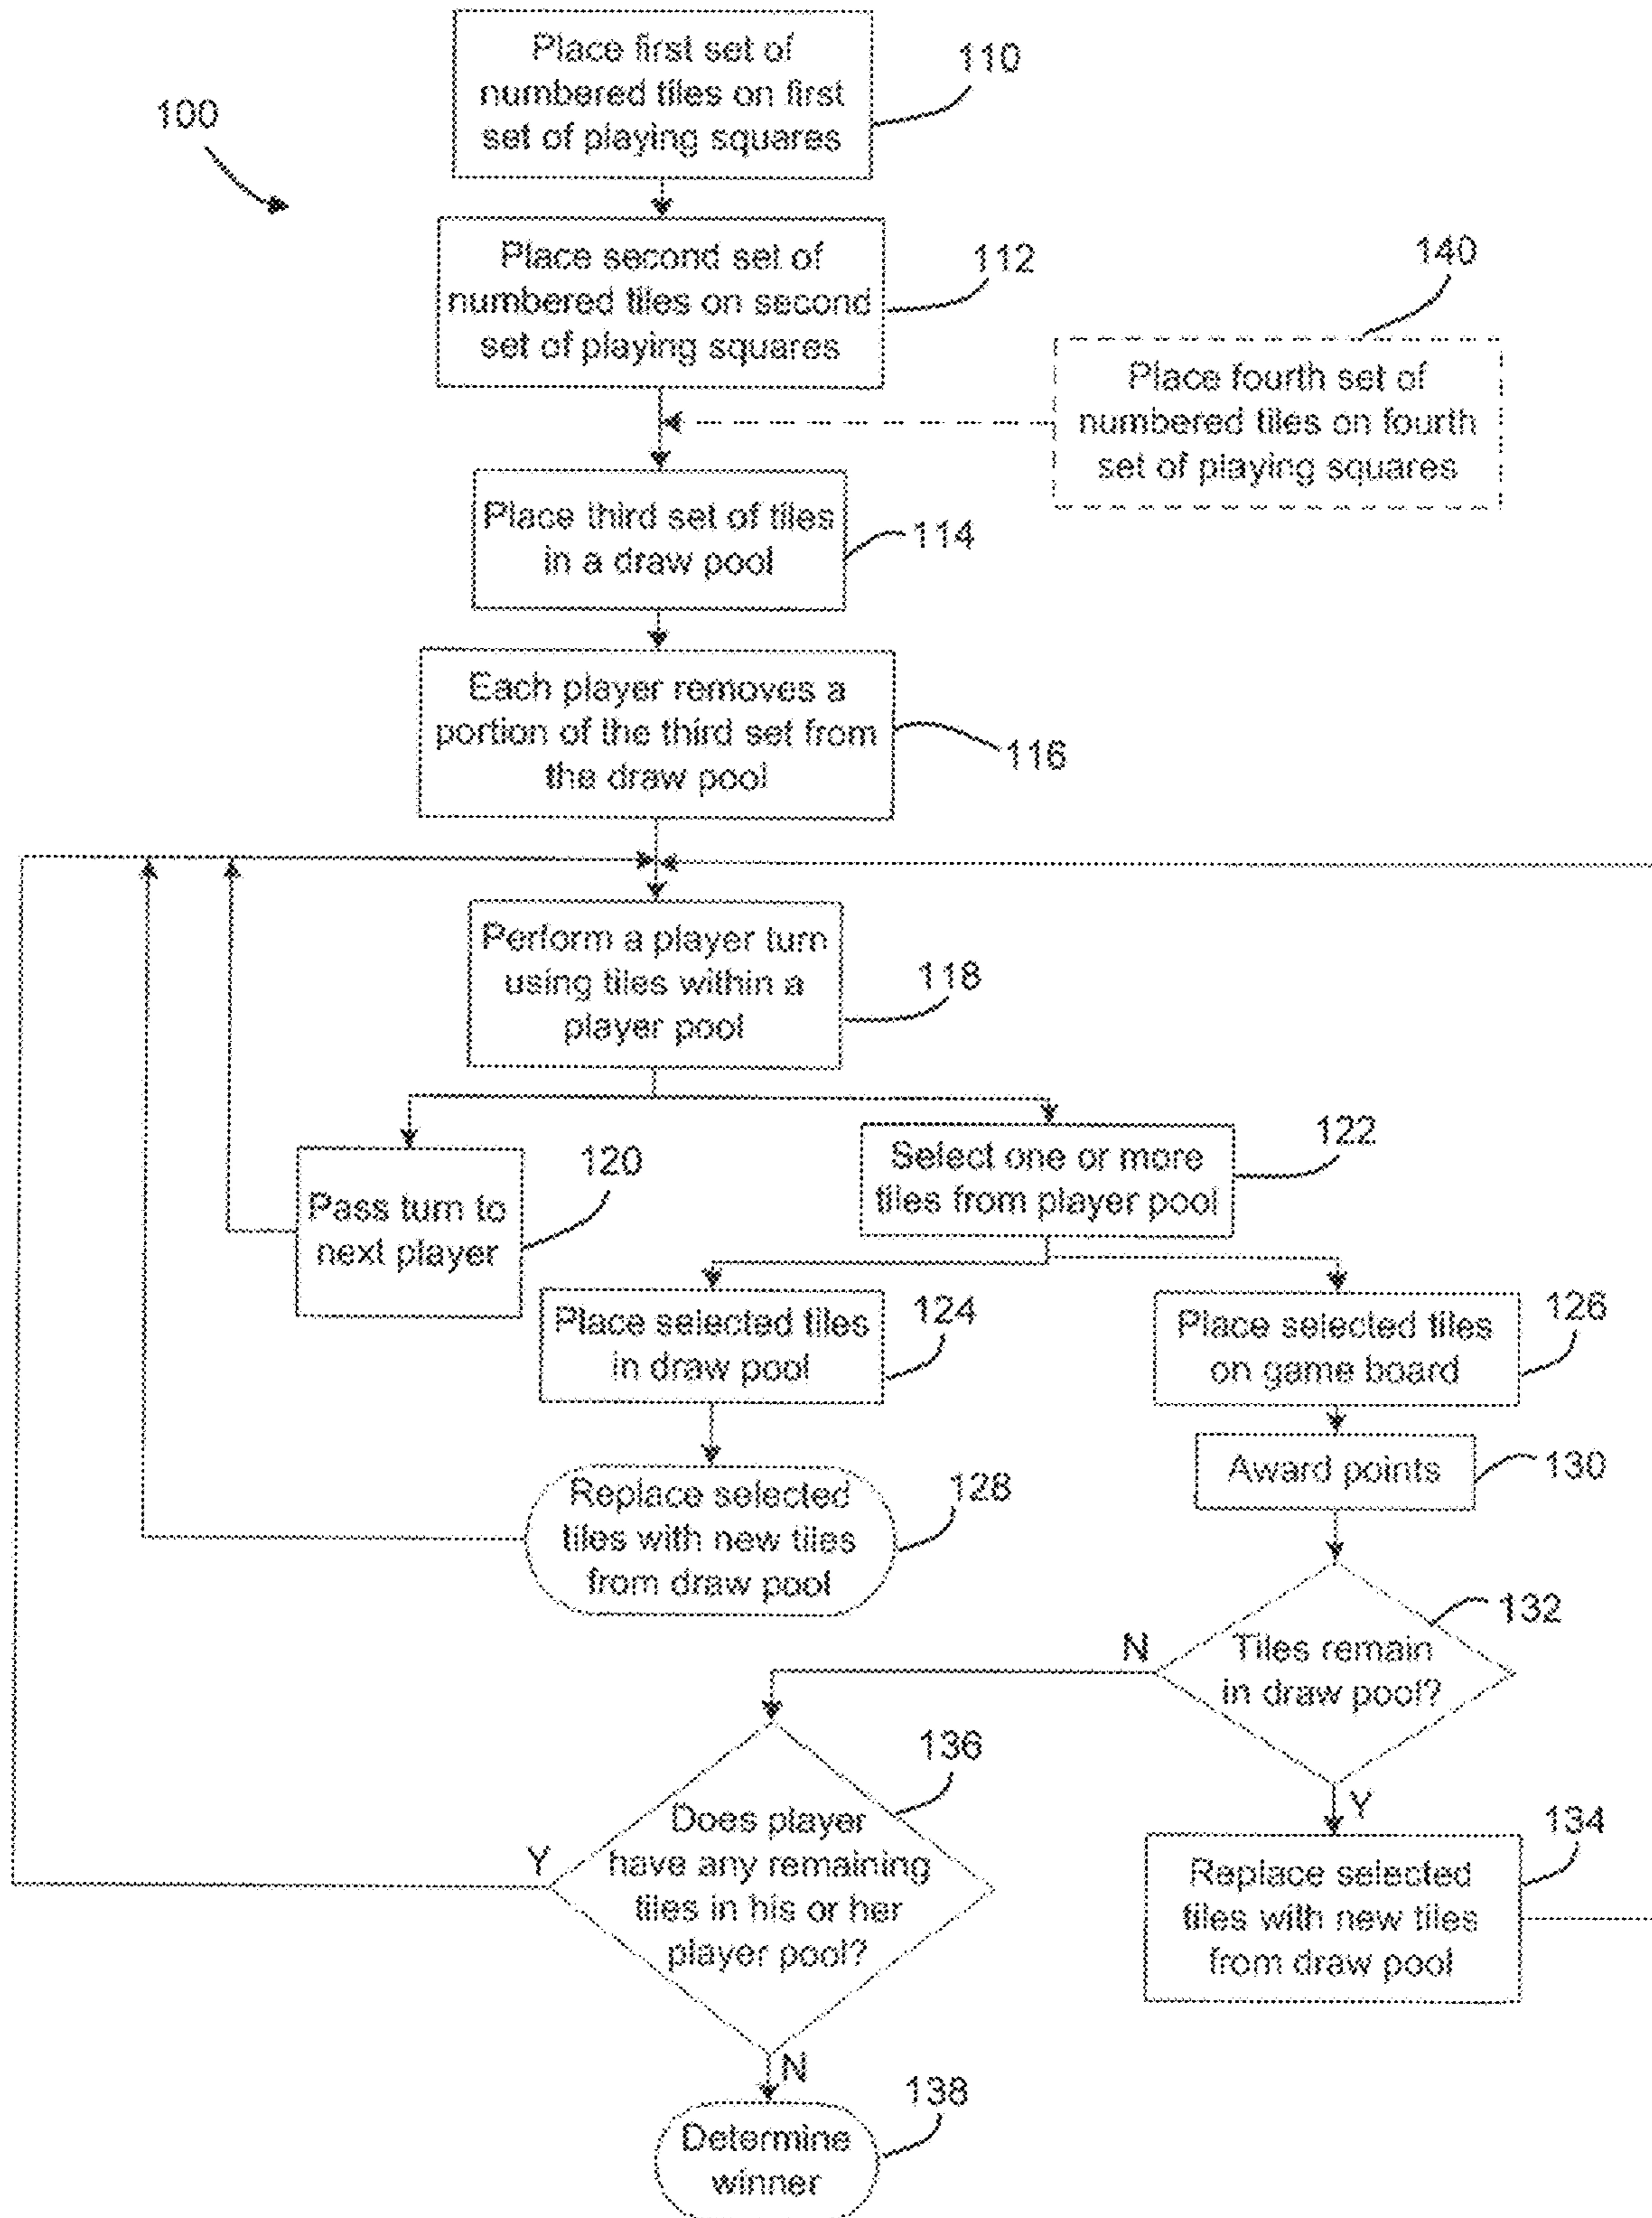 Place first set of
numbered tiles on first
set of playing squares
110
100
Place second set of
numbered tiles on second
set of playing squares
112
140
Place fourth set of
numbered tiles on fourth
set of playing squares
Place third set of tiles
in a draw pool
114
Each player removes a
portion of the third set from
the draw pool
116
Perform a player turn
using tiles within a
player pool
118
120
Pass turn to
next player
Select one or more
tiles from player pool
122
Place selected tiles
in draw pool
124
Place selected tiles
on game board
126
Award points
130
Replace selected
tiles with new tiles
from draw pool
128
132
Tiles remain
in draw pool?
N
Y
136
Does player
have any remaining
tiles in his or her
player pool?
Y
N
134
Replace selected
tiles with new tiles
from draw pool
138
Determine
winner